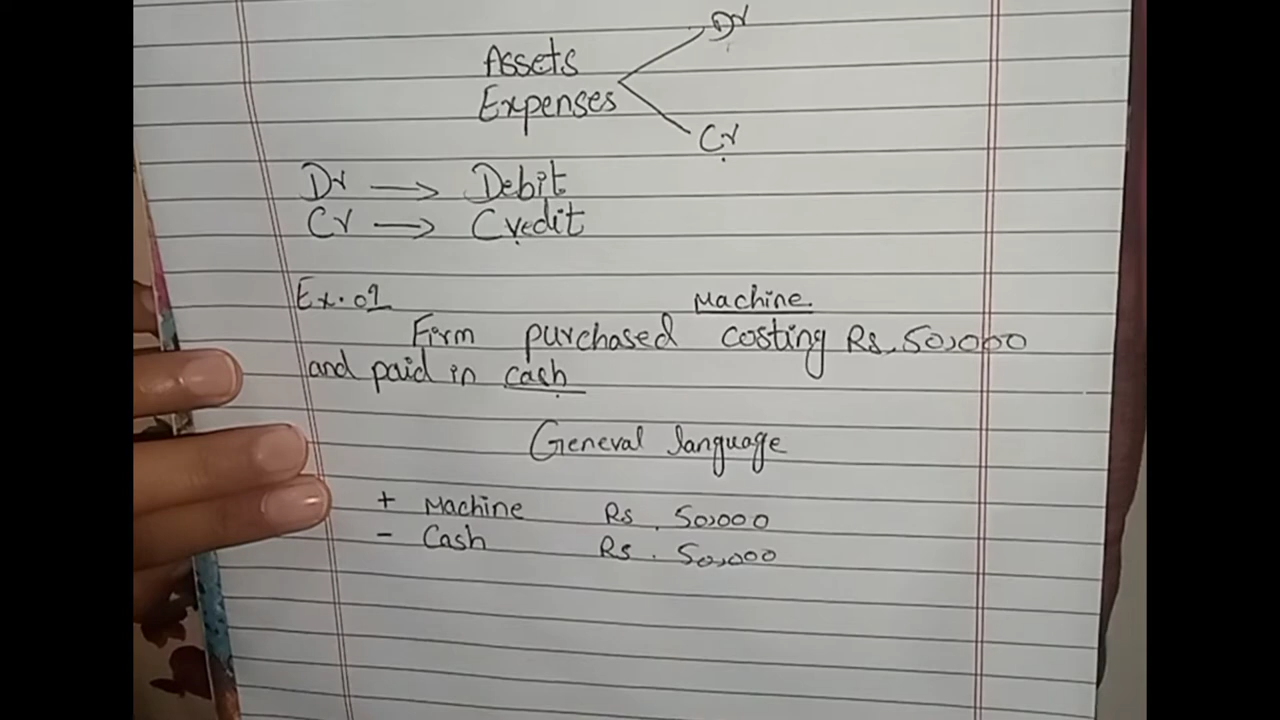 Dr
Assets
Expenses
Cr
Dr → Debit
Cr → Credit
Ex. 01
Firm purchased Machine costing Rs. 50,000
and paid in cash
General language
+ Machine Rs. 50,000
- Cash Rs. 50,000